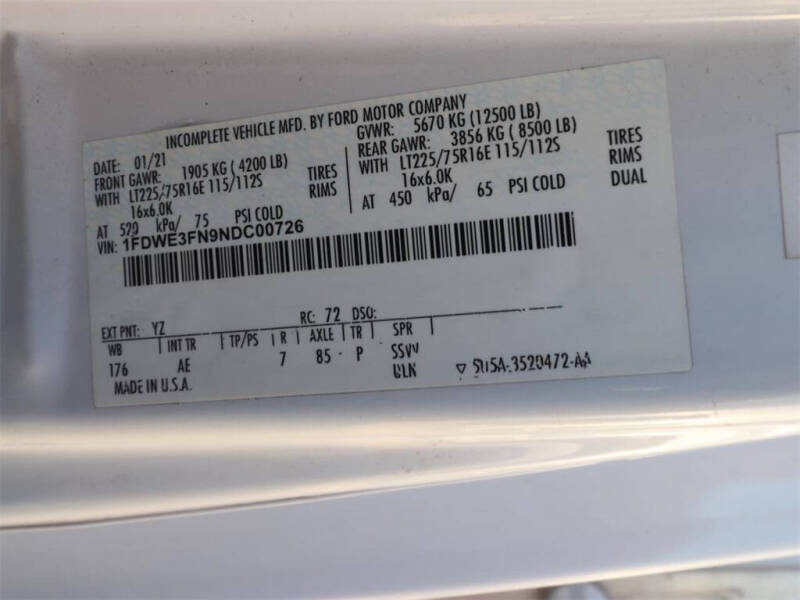 INCOMPLETE VEHICLE MFD. BY FORD MOTOR COMPANY
DATE: 01/21
GVWR: 5670 KG (12500 LB)
FRONT GAWR: 1905 KG (4200 LB)
REAR GAWR: 3856 KG (8500 LB)
WITH LT225/75R16E 115/112S TIRES
WITH LT225/75R16E 115/112S TIRES
16x6.0K RIMS
16x6.0K RIMS
AT 520 kPa/ 75 PSI COLD
AT 450 kPa/ 65 PSI COLD DUAL
VIN: 1FDWE3FN9NDC00726
EXT PNT: YZ RC: 72 DSO:
WB INT TR TP/PS R AXLE TR SPR
176 AE 7 85 P SSVV
MADE IN U.S.A. BLN